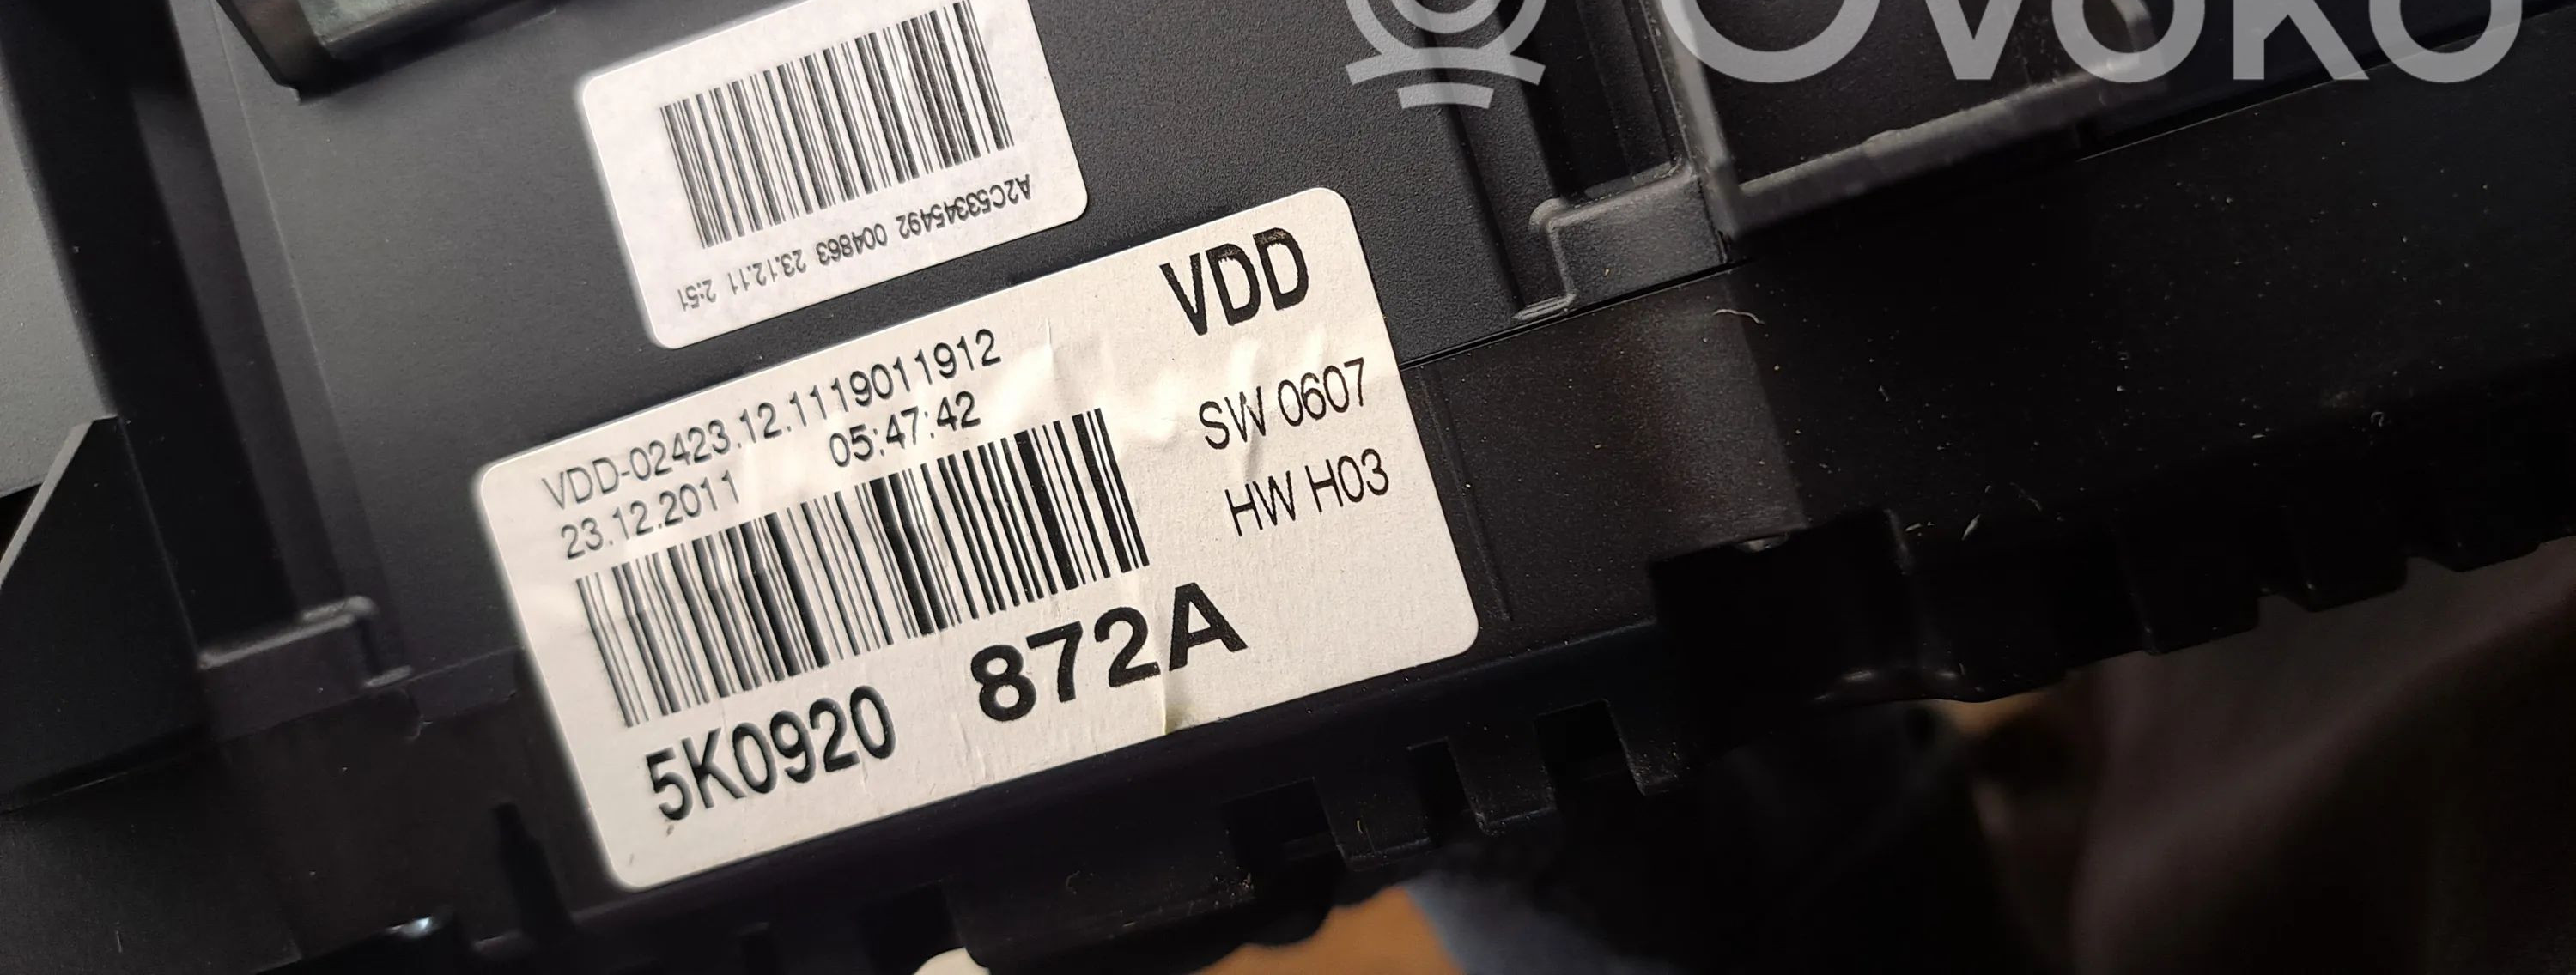 Ovoko
A2C53345492 004863 23.12.11 2:51
VDD
VDD-02423.12.1119011912
23.12.2011 05:47:42
SW 0607
HW H03
5K0920 872A